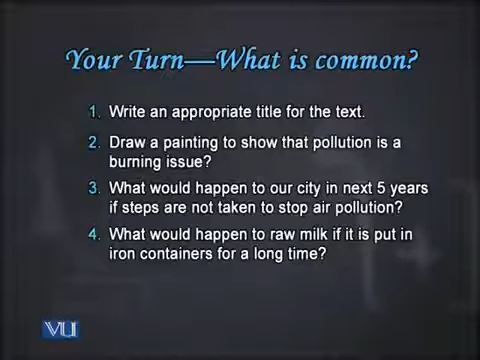 Your Turn—What is common?
1. Write an appropriate title for the text.
2. Draw a painting to show that pollution is a
burning issue?
3. What would happen to our city in next 5 years
if steps are not taken to stop air pollution?
4. What would happen to raw milk if it is put in
iron containers for a long time?
VU